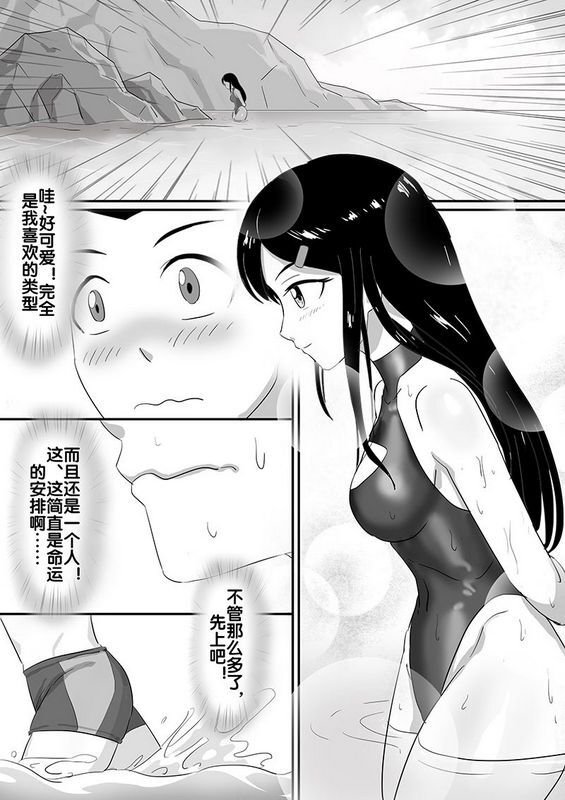 哇~好可爱！完全
是我喜欢的类型
而且还是一个人！
这、这简直是命运
的安排啊……
不管那么多了，
先上吧！